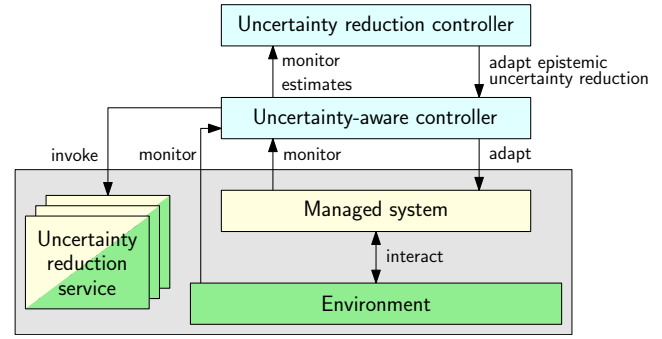 Uncertainty reduction controller
monitor
estimates
adapt epistemic
uncertainty reduction
Uncertainty-aware controller
invoke
monitor
monitor
adapt
Managed system
Uncertainty
reduction
service
interact
Environment